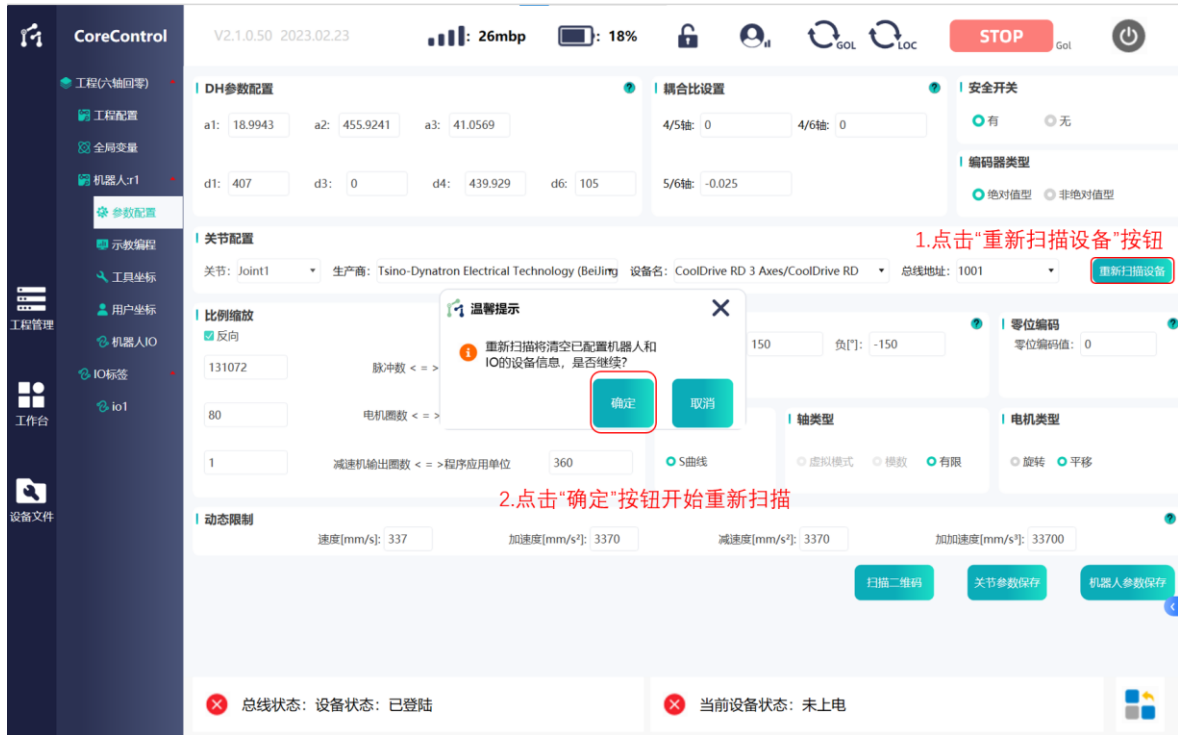 CoreControl
V2.1.0.50 2023.02.23
: 26mbp
: 18%
GOL
LOC
STOP
Gol
工程(六轴回零)
工程配置
全局变量
机器人:r1
参数配置
示教编程
工具坐标
用户坐标
机器人IO
IO标签
io1
工程管理
工作台
设备文件
DH参数配置
a1: 18.9943 a2: 455.9241 a3: 41.0569
d1: 407 d3: 0 d4: 439.929 d6: 105
耦合比设置
4/5轴: 0 4/6轴: 0
5/6轴: -0.025
安全开关
有 无
编码器类型
绝对值型 非绝对值型
1.点击“重新扫描设备”按钮
关节配置
关节: Joint1 生产商: Tsino-Dynatron Electrical Technology (BeiJing 设备名: CoolDrive RD 3 Axes/CoolDrive RD 总线地址: 1001 重新扫描设备
比例缩放
反向
131072 脉冲数 < = >
80 电机圈数 < = >
1 减速机输出圈数 < = >程序应用单位 360
温馨提示
重新扫描将清空已配置机器人和
IO的设备信息，是否继续?
确定 取消
150 负[°]: -150
零位编码
零位编码值: 0
S曲线
轴类型
虚拟模式 模数 有限
电机类型
旋转 平移
2.点击“确定”按钮开始重新扫描
动态限制
速度[mm/s]: 337 加速度[mm/s²]: 3370 减速度[mm/s²]: 3370 加加速度[mm/s³]: 33700
扫描二维码 关节参数保存 机器人参数保存
总线状态: 设备状态: 已登陆
当前设备状态: 未上电